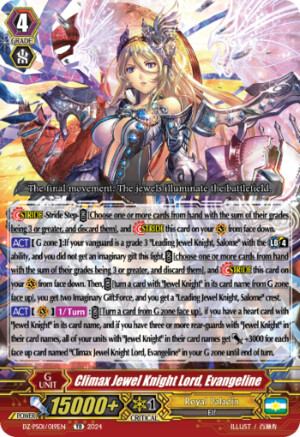 4
GRADE
The final movement. The jewels illuminate the battlefield.
STRIDE -Stride Step- [Choose one or more cards from hand with the sum of their grades
being 3 or greater, and discard them], and STRIDE this card on your from face down.
ACT [G zone]:If your vanguard is grade 3 "Leading Jewel Knight, Salome" with the LB 4
ability, and you did not get an imaginary gift this fight, [Choose one or more cards from hand
with the sum of their grades being 3 or greater, and discard them], and STRIDE this card on
your from face down. Then, [turn a card with "Jewel Knight" in its card name from G zone
face up], you get two Imaginary Gift:Force, and you get a "Leading Jewel Knight, Salome" crest.
ACT 1/Turn : [Turn a card from G zone face up], if you have a heart card with
"Jewel Knight" in its card name, and if you have three or more rear-guards with "Jewel Knight" in
their card names, all of your units with "Jewel Knight" in their card names get +3000 for each
face up card named "Climax Jewel Knight Lord, Evangeline" from your G zone until end of turn.
G
UNIT
Climax Jewel Knight Lord, Evangeline
POWER
15000+
1
CRITICAL
Royal Paladin
Elf
DZ-PS01/019EN 2024
ILLUST /